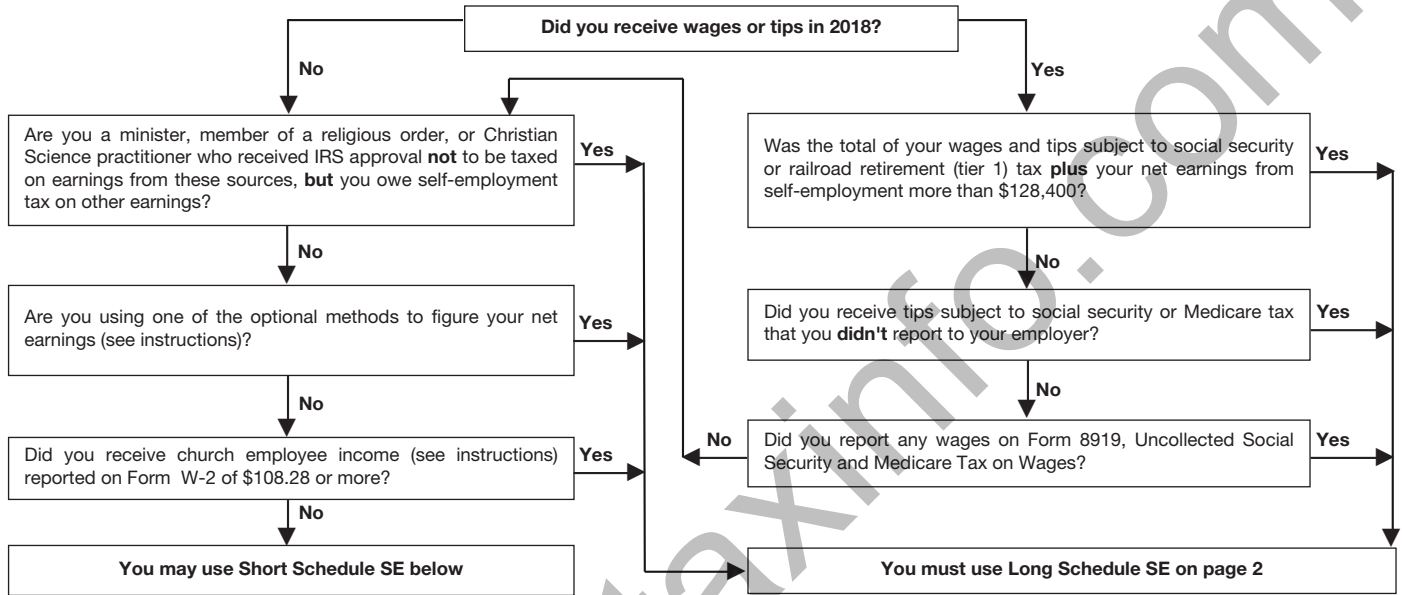 Did you receive wages or tips in 2018?
No
Yes
Are you a minister, member of a religious order, or Christian
Science practitioner who received IRS approval not to be taxed
on earnings from these sources, but you owe self-employment
tax on other earnings?
Yes
Was the total of your wages and tips subject to social security
or railroad retirement (tier 1) tax plus your net earnings from
self-employment more than $128,400?
Yes
No
No
Are you using one of the optional methods to figure your net
earnings (see instructions)?
Yes
Did you receive tips subject to social security or Medicare tax
that you didn't report to your employer?
Yes
No
No
Did you receive church employee income (see instructions)
reported on Form W-2 of $108.28 or more?
Yes
No
Did you report any wages on Form 8919, Uncollected Social
Security and Medicare Tax on Wages?
Yes
No
You may use Short Schedule SE below
You must use Long Schedule SE on page 2
taxinfo.com